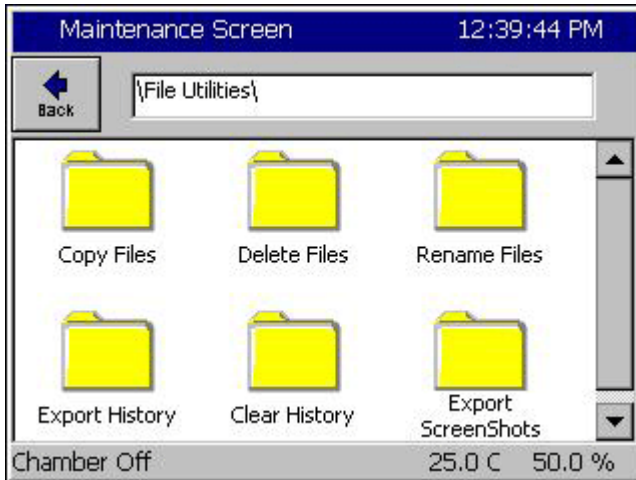 Maintenance Screen 12:39:44 PM
Back
\File Utilities\
Copy Files Delete Files Rename Files
Export History Clear History Export
ScreenShots
Chamber Off 25.0 C 50.0 %